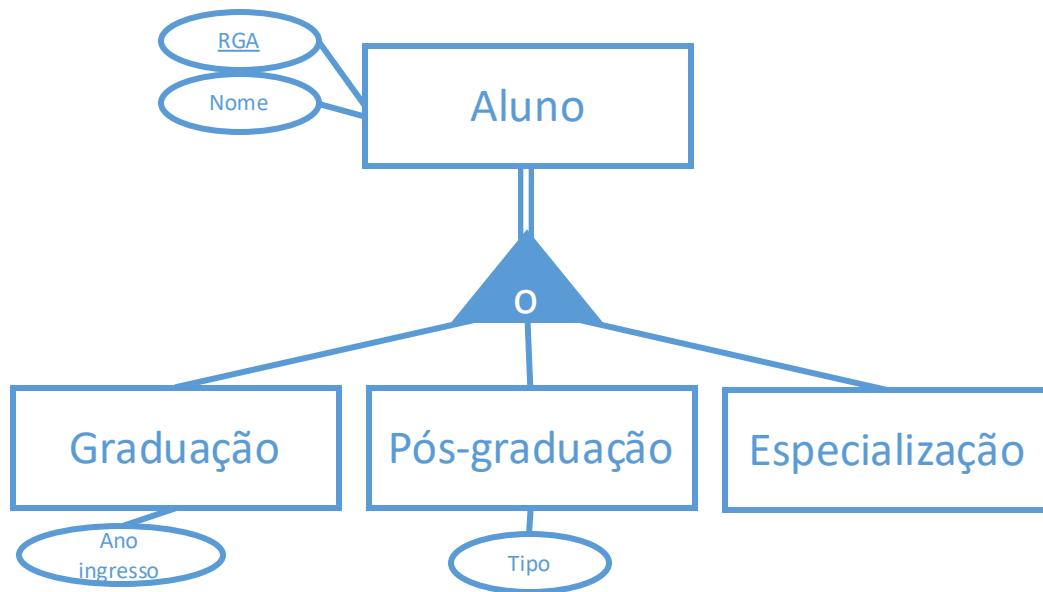 RGA
Nome
Aluno
o
Graduação
Pós-graduação
Especialização
Ano
ingresso
Tipo